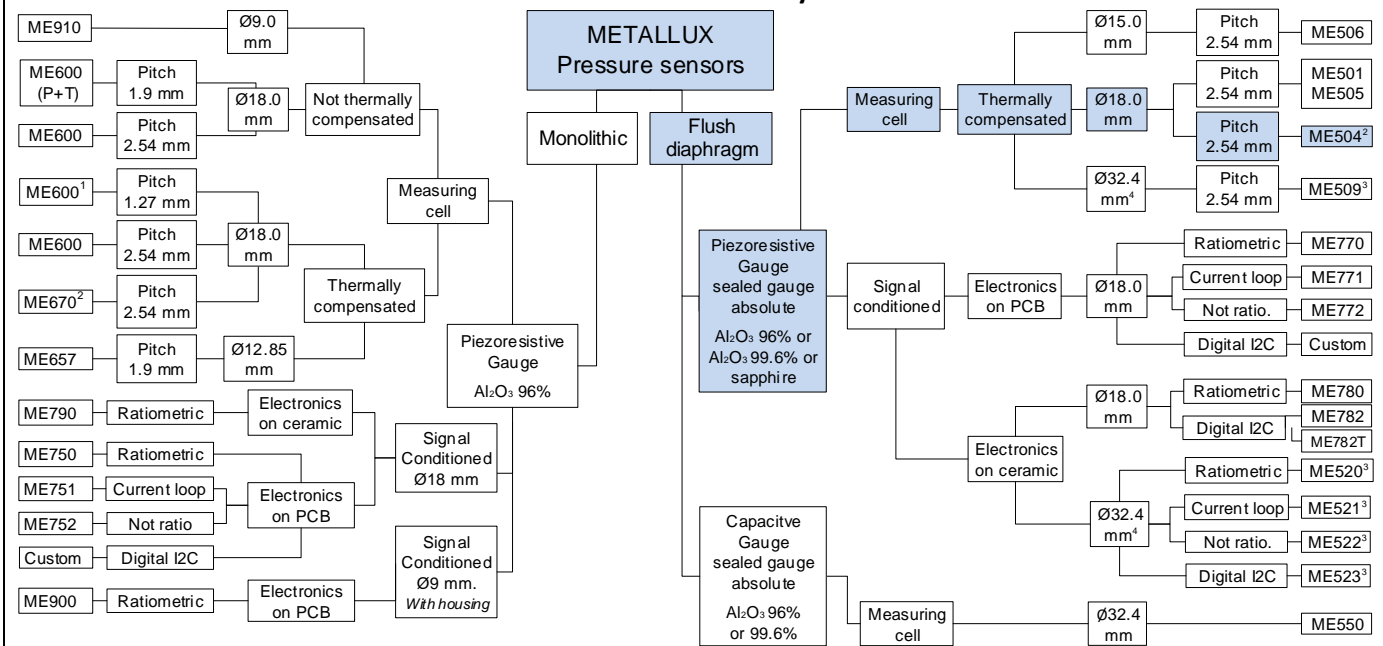 METALLUX
Pressure sensors
Monolithic
Flush
diaphragm
ME910
Ø9.0
mm
ME600
(P+T)
Pitch
1.9 mm
Ø18.0
mm
Not thermally
compensated
ME600
Pitch
2.54 mm
Measuring
cell
ME600¹
Pitch
1.27 mm
ME600
Pitch
2.54 mm
Ø18.0
mm
ME670²
Pitch
2.54 mm
Thermally
compensated
ME657
Pitch
1.9 mm
Ø12.85
mm
Piezoresistive
Gauge
Al₂O₃ 96%
ME790
Ratiometric
Electronics
on ceramic
ME750
Ratiometric
Signal
Conditioned
Ø18 mm
ME751
Current loop
Electronics
on PCB
ME752
Not ratio
Custom
Digital I2C
Signal
Conditioned
Ø9 mm.
With housing
ME900
Ratiometric
Electronics
on PCB
Measuring
cell
Thermally
compensated
Ø15.0
mm
Pitch
2.54 mm
ME506
Ø18.0
mm
Pitch
2.54 mm
ME501
ME505
Pitch
2.54 mm
ME504²
Ø32.4
mm⁴
Pitch
2.54 mm
ME509³
Piezoresistive
Gauge
sealed gauge
absolute
Al₂O₃ 96% or
Al₂O₃ 99.6% or
sapphire
Signal
conditioned
Electronics
on PCB
Ø18.0
mm
Ratiometric
ME770
Current loop
ME771
Not ratio.
ME772
Digital I2C
Custom
Electronics
on ceramic
Ø18.0
mm
Ratiometric
ME780
Digital I2C
ME782
ME782T
Ø32.4
mm⁴
Ratiometric
ME520³
Current loop
ME521³
Not ratio.
ME522³
Digital I2C
ME523³
Capacitve
Gauge
sealed gauge
absolute
Al₂O₃ 96%
or 99.6%
Measuring
cell
Ø32.4
mm
ME550